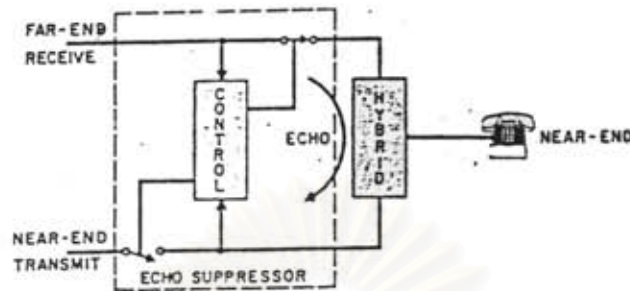 FAR-END
RECEIVE
CONTROL
ECHO
HYBRID
NEAR-END
NEAR-END
TRANSMIT
ECHO SUPPRESSOR